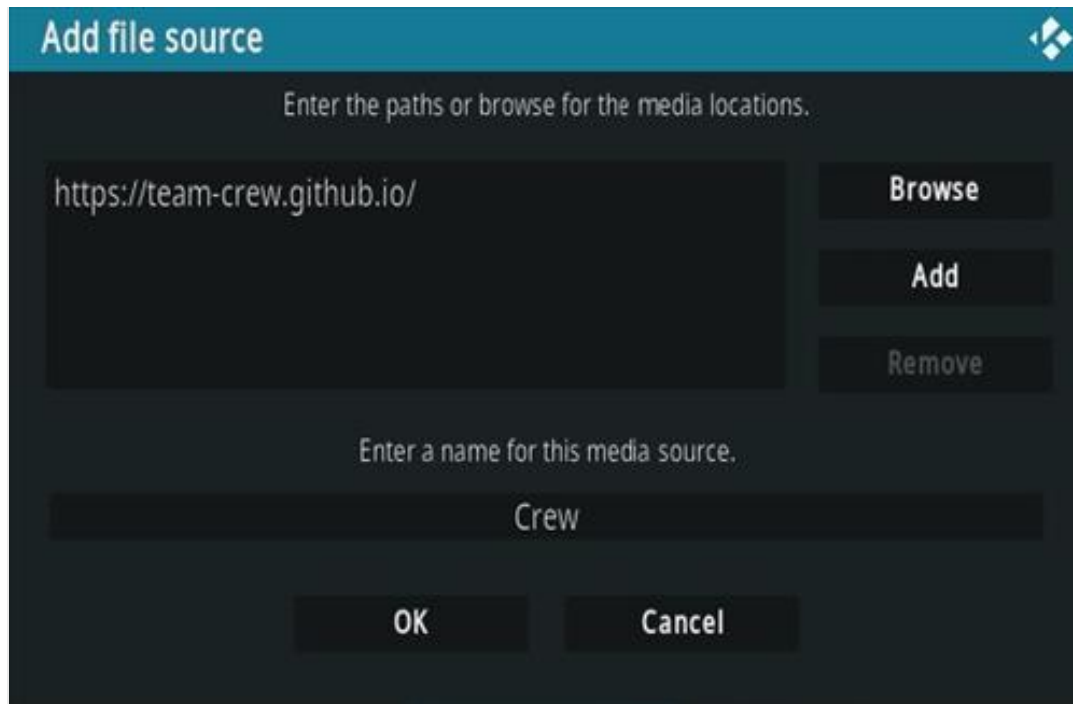 Add file source
Enter the paths or browse for the media locations.
https://team-crew.github.io/
Browse
Add
Remove
Enter a name for this media source.
Crew
OK
Cancel